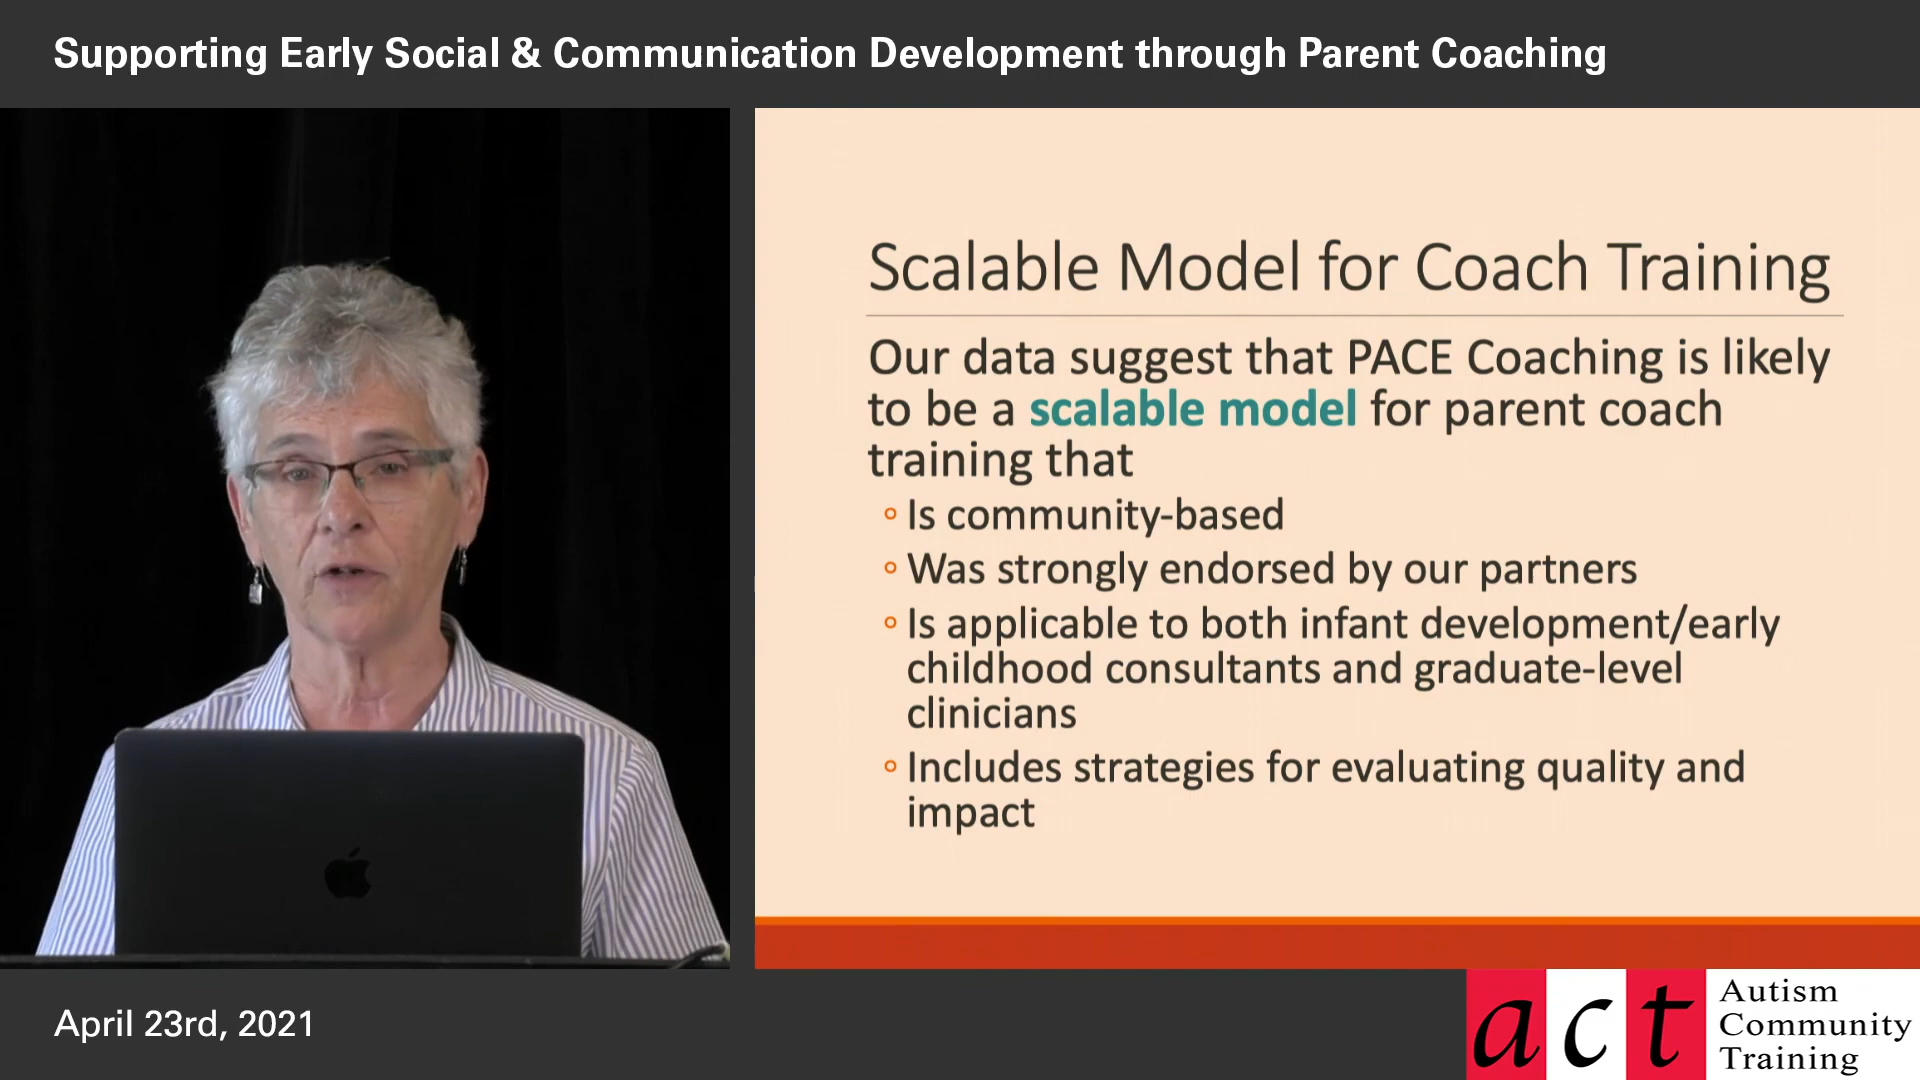 Supporting Early Social & Communication Development through Parent Coaching
Scalable Model for Coach Training
Our data suggest that PACE Coaching is likely
to be a scalable model for parent coach
training that
◦ Is community-based
◦ Was strongly endorsed by our partners
◦ Is applicable to both infant development/early
childhood consultants and graduate-level
clinicians
◦ Includes strategies for evaluating quality and
impact
April 23rd, 2021
act
Autism
Community
Training